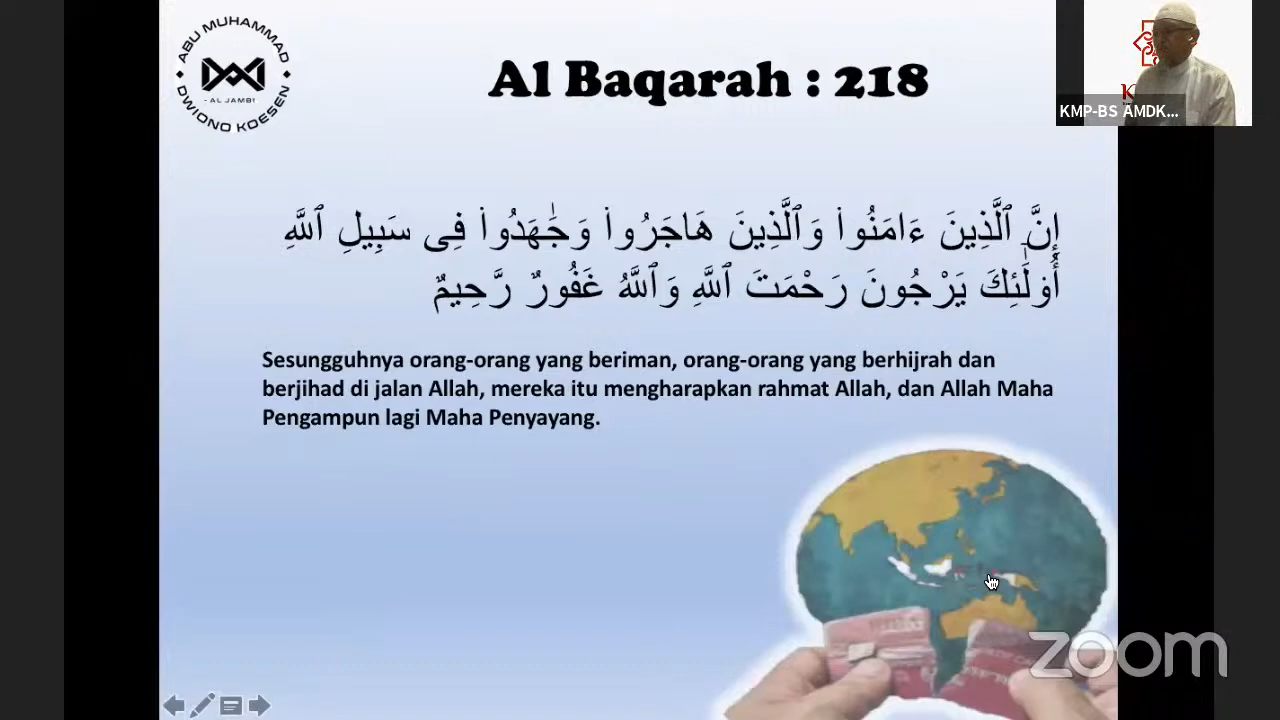 ABU MUHAMMAD
AL JAMBI
DWIONO KOESEN
Al Baqarah : 218
KMP-BS AMDK...
إِنَّ ٱلَّذِينَ ءَامَنُوا۟ وَٱلَّذِينَ هَاجَرُوا۟ وَجَـٰهَدُوا۟ فِى سَبِيلِ ٱللَّهِ
أُو۟لَـٰٓئِكَ يَرْجُونَ رَحْمَتَ ٱللَّهِ وَٱللَّهُ غَفُورٌ رَّحِيمٌ
Sesungguhnya orang-orang yang beriman, orang-orang yang berhijrah dan
berjihad di jalan Allah, mereka itu mengharapkan rahmat Allah, dan Allah Maha
Pengampun lagi Maha Penyayang.
zoom